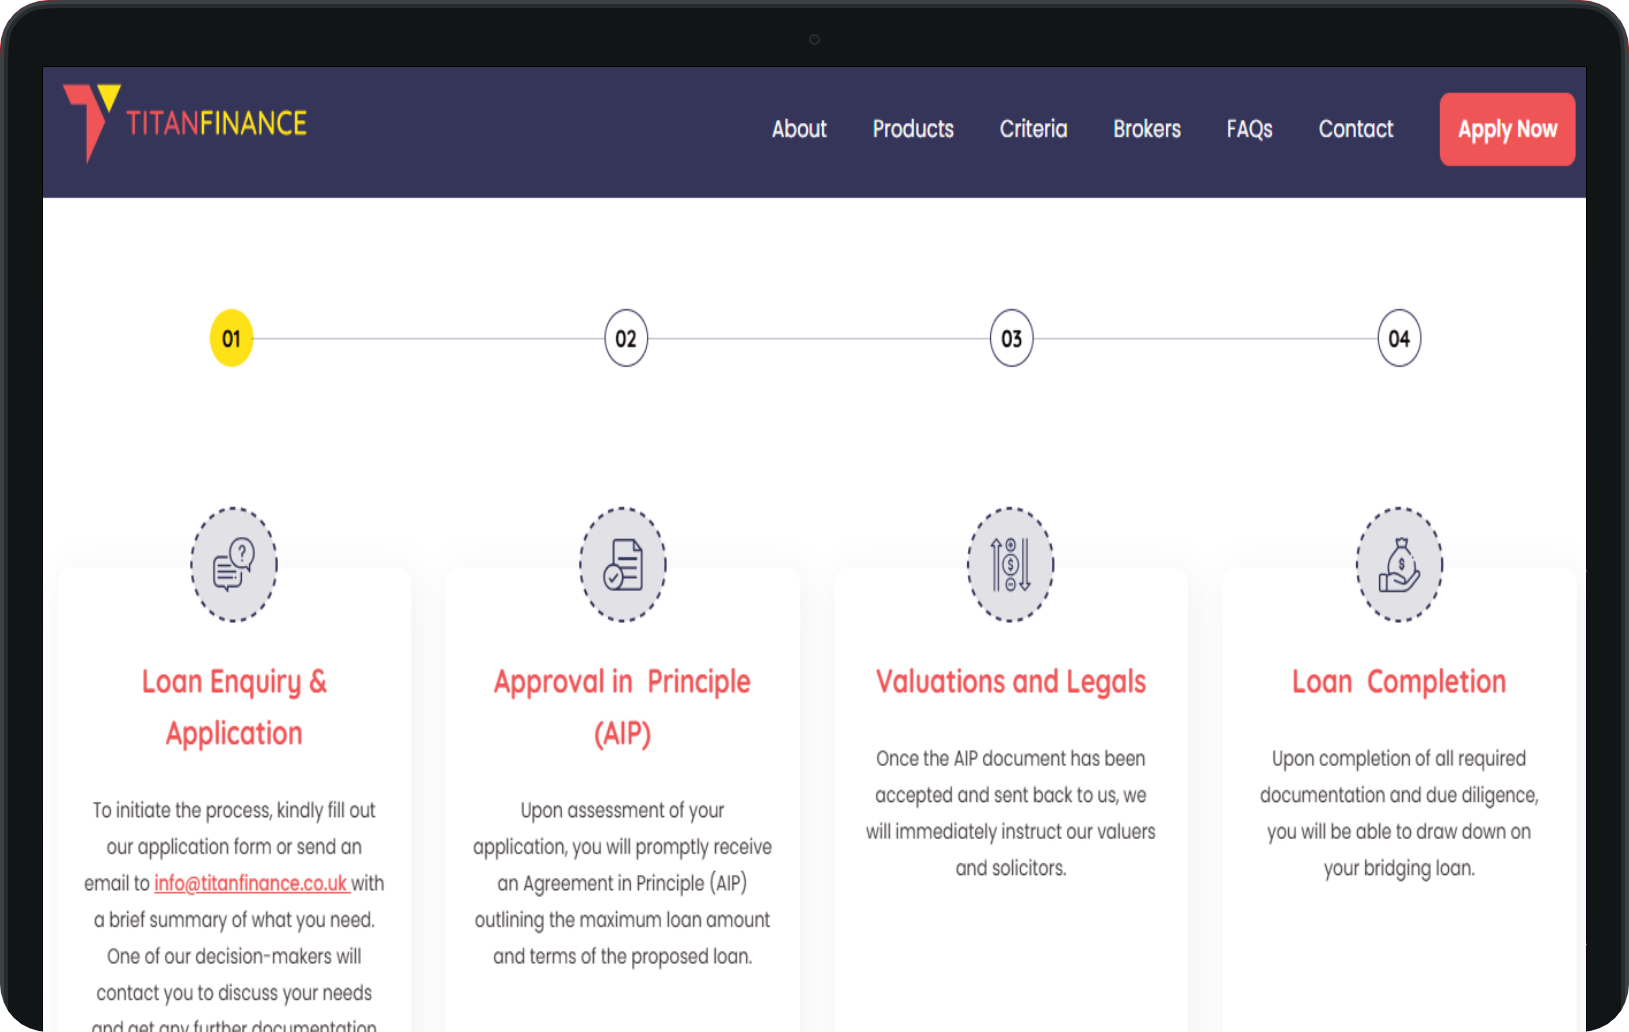 TITANFINANCE
About Products Criteria Brokers FAQs Contact Apply Now
01 02 03 04
Loan Enquiry &
Application
To initiate the process, kindly fill out
our application form or send an
email to info@titanfinance.co.uk with
a brief summary of what you need.
One of our decision-makers will
contact you to discuss your needs
and get any further documentation
Approval in  Principle
(AIP)
Upon assessment of your
application, you will promptly receive
an Agreement in Principle (AIP)
outlining the maximum loan amount
and terms of the proposed loan.
Valuations and Legals
Once the AIP document has been
accepted and sent back to us, we
will immediately instruct our valuers
and solicitors.
Loan  Completion
Upon completion of all required
documentation and due diligence,
you will be able to draw down on
your bridging loan.